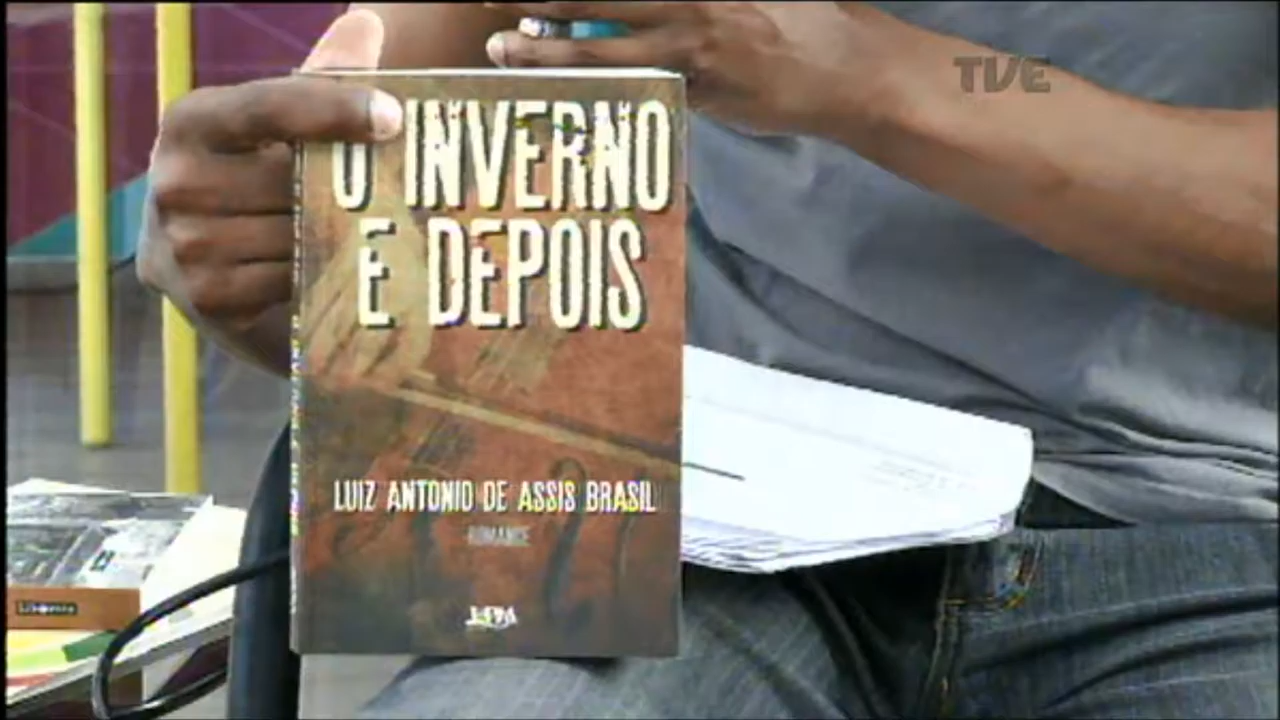 TVE
O INVERNO
E DEPOIS
LUIZ ANTONIO DE ASSIS BRASIL
ROMANCE
L&PM